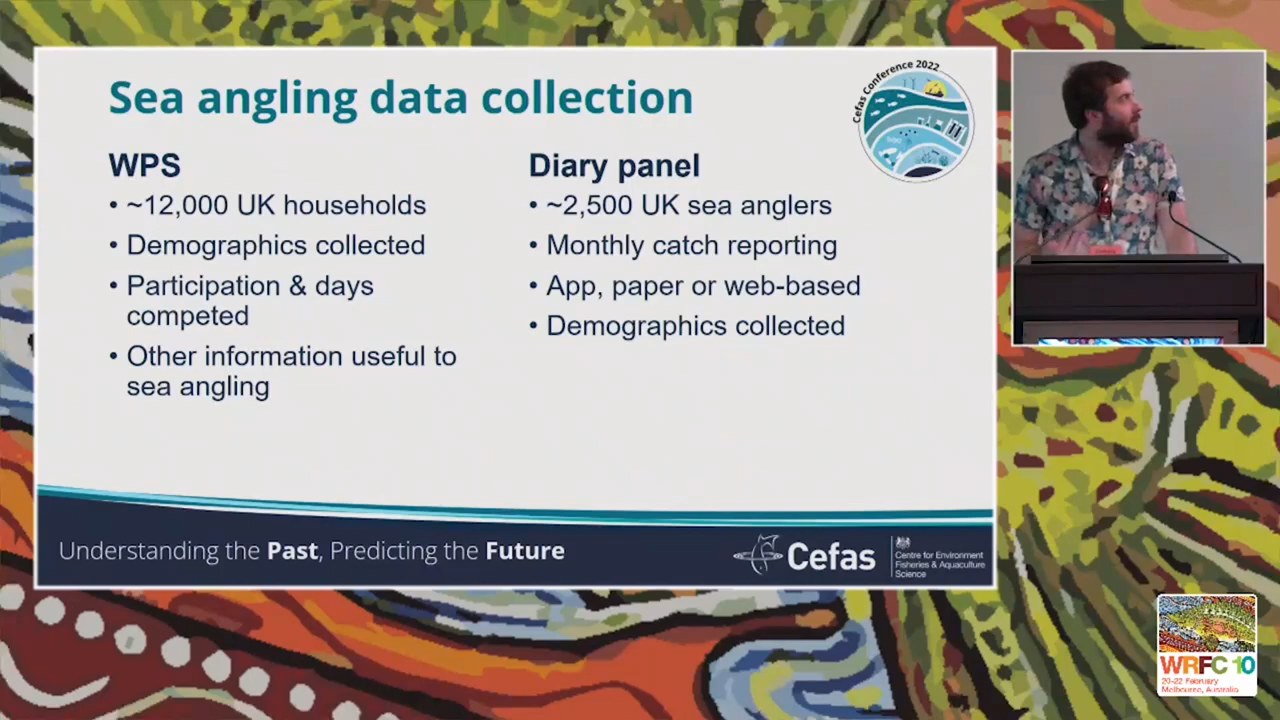 Sea angling data collection
Cefas Conference 2022
WPS
• ~12,000 UK households
• Demographics collected
• Participation & days
competed
• Other information useful to
sea angling
Diary panel
• ~2,500 UK sea anglers
• Monthly catch reporting
• App, paper or web-based
• Demographics collected
Understanding the Past, Predicting the Future
Cefas
Centre for Environment
Fisheries & Aquaculture
Science
WRFC 10
20-22 February
Melbourne, Australia